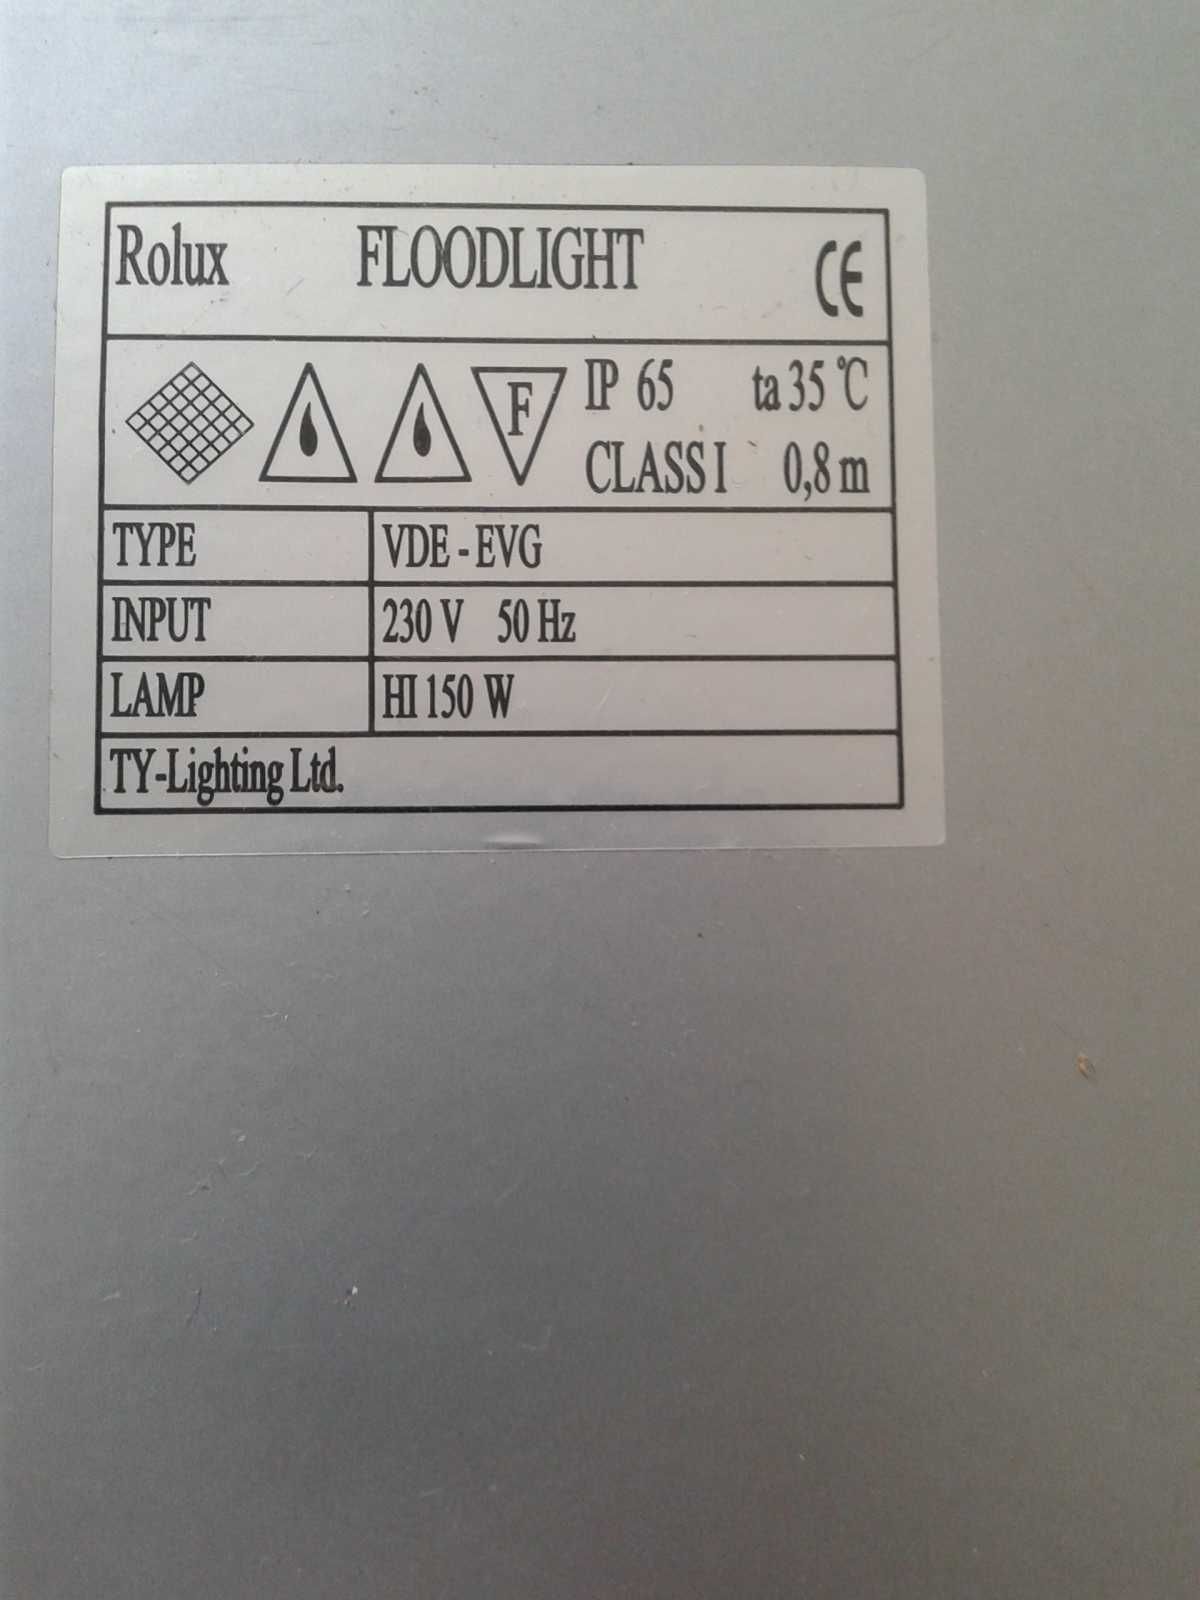 Rolux FLOODLIGHT CE
F IP 65 ta 35 °C
CLASS I 0,8 m
TYPE VDE - EVG
INPUT 230 V 50 Hz
LAMP HI 150 W
TY-Lighting Ltd.